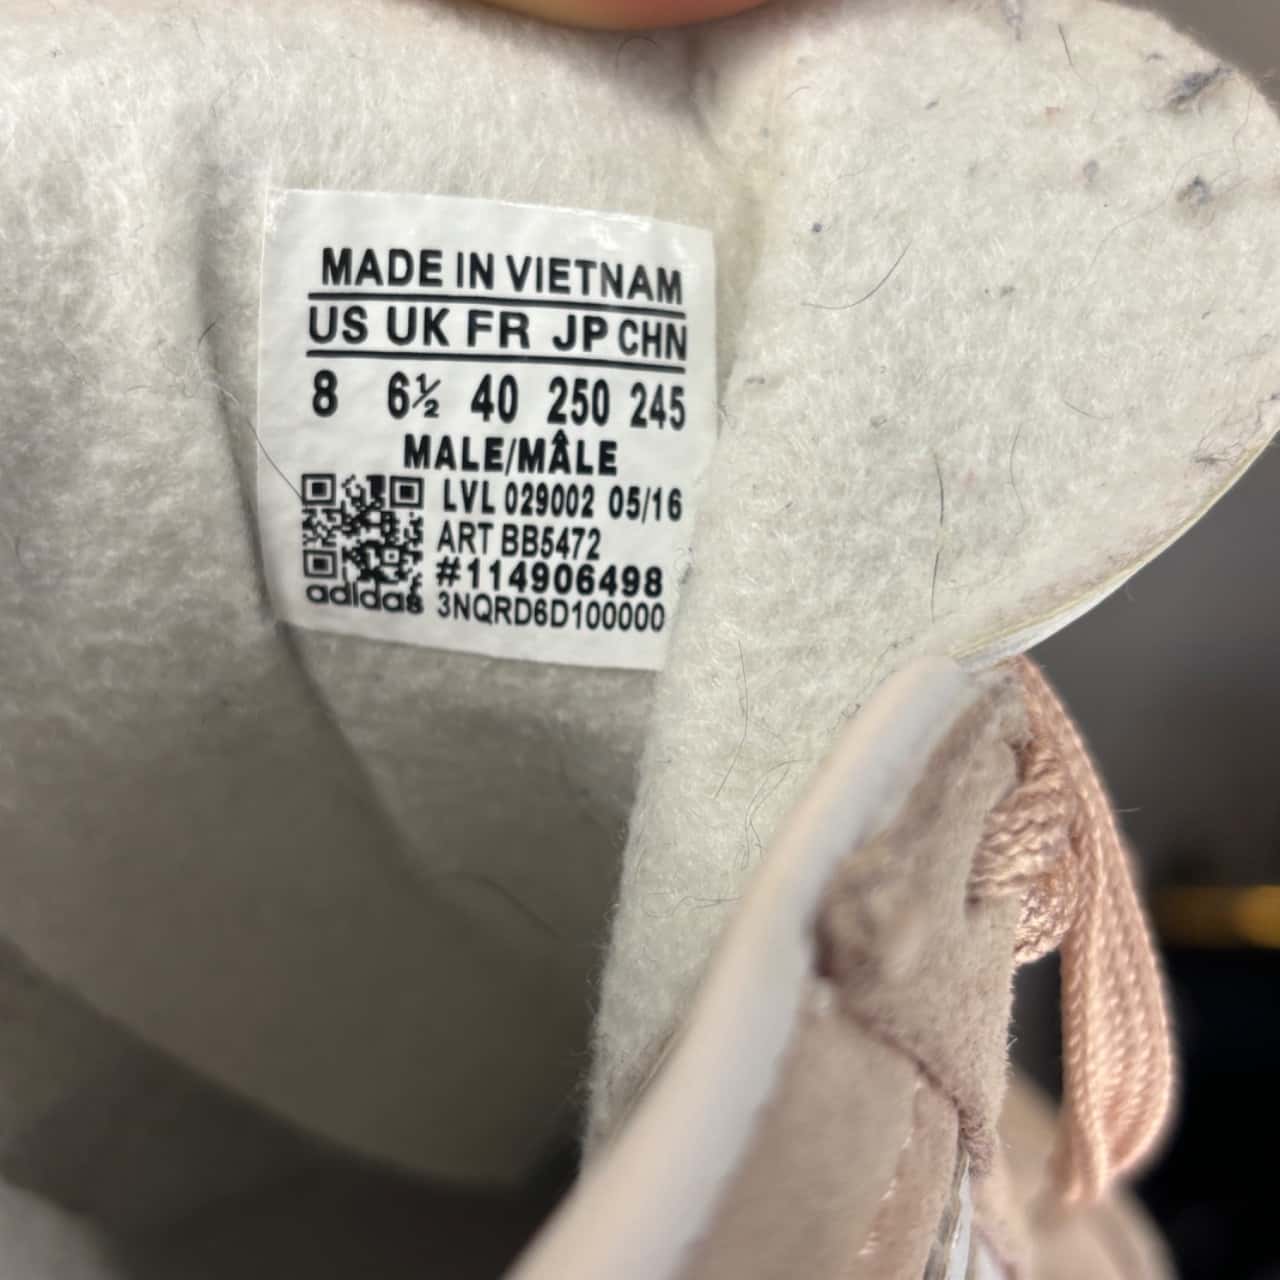 MADE IN VIETNAM
US UK FR JP CHN
8 6½ 40 250 245
MALE/MÂLE
LVL 029002 05/16
ART BB5472
#114906498
adidas 3NQRD6D100000